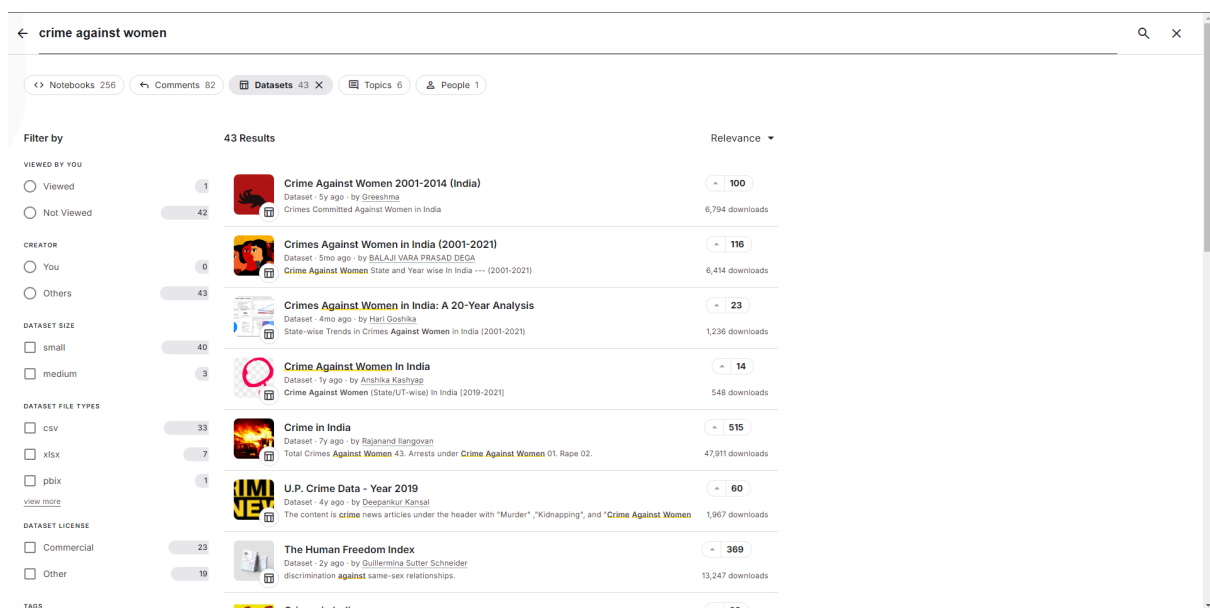 crime against women
Notebooks 256
Comments 82
Datasets 43
Topics 6
People 1
Filter by
43 Results
Relevance
VIEWED BY YOU
Viewed 1
Not Viewed 42
CREATOR
You 0
Others 43
DATASET SIZE
small 40
medium 3
DATASET FILE TYPES
csv 33
xlsx 7
pbix 1
view more
DATASET LICENSE
Commercial 23
Other 19
TAGS
Crime Against Women 2001-2014 (India)
100
Dataset · 5y ago · by Greeshma
Crimes Committed Against Women in India
6,794 downloads
Crimes Against Women in India (2001-2021)
116
Dataset · 5mo ago · by BALAJI VARA PRASAD DEGA
Crime Against Women State and Year wise In India --- (2001-2021)
6,414 downloads
Crimes Against Women in India: A 20-Year Analysis
23
Dataset · 4mo ago · by Hari Goshika
State-wise Trends in Crimes Against Women in India (2001-2021)
1,236 downloads
Crime Against Women In India
14
Dataset · 1y ago · by Anshika Kashyap
Crime Against Women (State/UT-wise) In India [2019-2021]
548 downloads
Crime in India
515
Dataset · 7y ago · by Rajanand Ilangovan
Total Crimes Against Women 43. Arrests under Crime Against Women 01. Rape 02.
47,911 downloads
U.P. Crime Data - Year 2019
60
Dataset · 4y ago · by Deepankur Kansal
The content is crime news articles under the header with "Murder" ,"Kidnapping", and "Crime Against Women
1,967 downloads
The Human Freedom Index
369
Dataset · 2y ago · by Guillermina Sutter Schneider
discrimination against same-sex relationships.
13,247 downloads